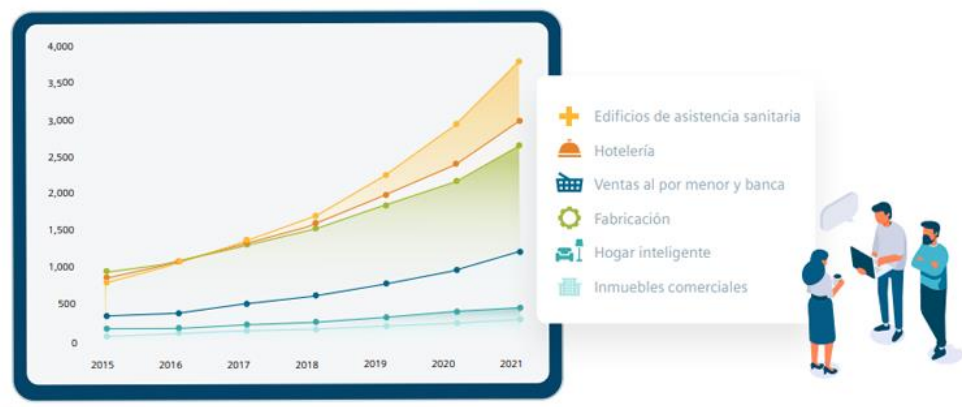 4,000
3,500
3,000
2,500
2,000
1,500
1,000
500
0
2015 2016 2017 2018 2019 2020 2021
Edificios de asistencia sanitaria
Hotelería
Ventas al por menor y banca
Fabricación
Hogar inteligente
Inmuebles comerciales